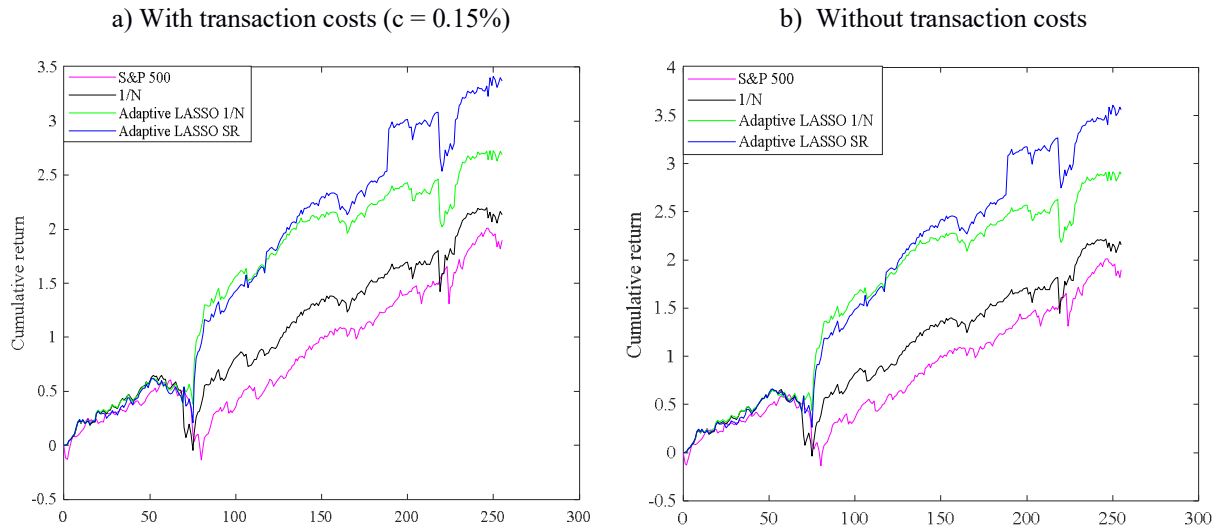 a) With transaction costs (c = 0.15%)
3.5
3
2.5
2
1.5
1
0.5
0
-0.5
Cumulative return
S&P 500
1/N
Adaptive LASSO 1/N
Adaptive LASSO SR
0 50 100 150 200 250 300
b) Without transaction costs
4
3.5
3
2.5
2
1.5
1
0.5
0
-0.5
Cumulative return
S&P 500
1/N
Adaptive LASSO 1/N
Adaptive LASSO SR
0 50 100 150 200 250 300